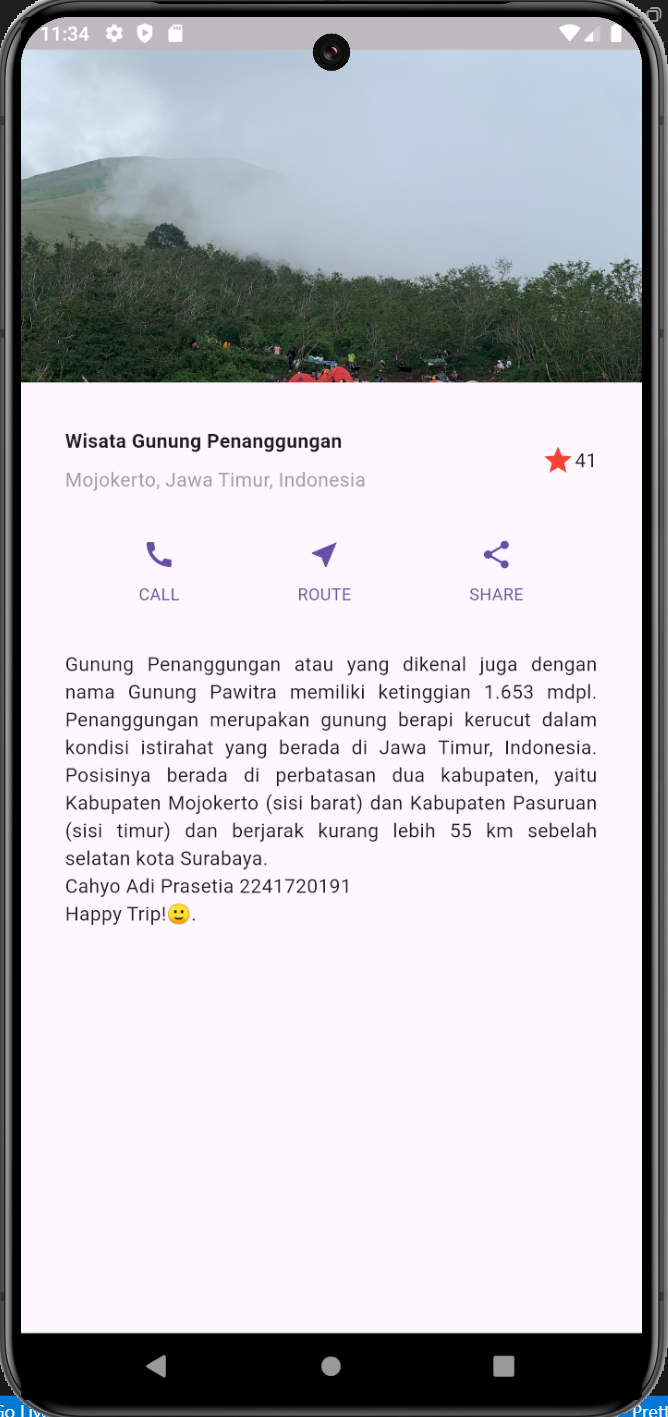 11:34
Wisata Gunung Penanggungan
Mojokerto, Jawa Timur, Indonesia
41
CALL ROUTE SHARE
Gunung Penanggungan atau yang dikenal juga dengan
nama Gunung Pawitra memiliki ketinggian 1.653 mdpl.
Penanggungan merupakan gunung berapi kerucut dalam
kondisi istirahat yang berada di Jawa Timur, Indonesia.
Posisinya berada di perbatasan dua kabupaten, yaitu
Kabupaten Mojokerto (sisi barat) dan Kabupaten Pasuruan
(sisi timur) dan berjarak kurang lebih 55 km sebelah
selatan kota Surabaya.
Cahyo Adi Prasetia 2241720191
Happy Trip!🙂.